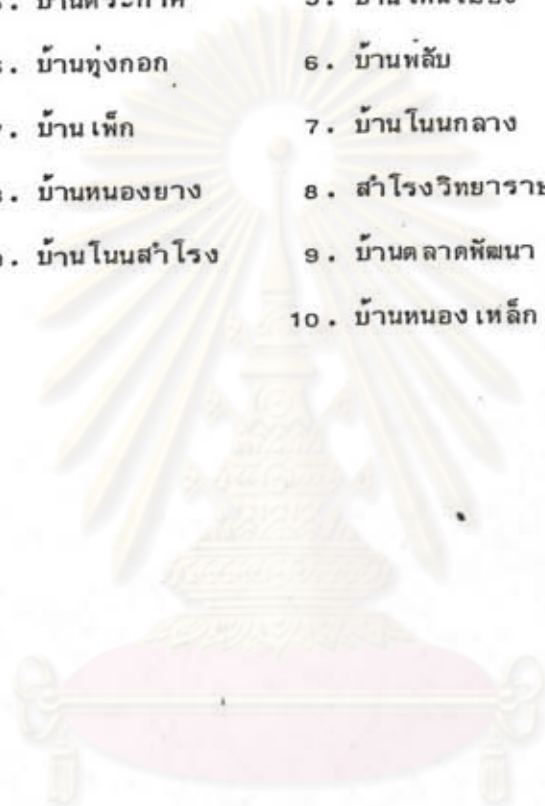 6. บ้านทุ่งกอก 6. บ้านพลับ
. บ้านเพ็ก 7. บ้านโนนกลาง
. บ้านหนองยาง 8. สำโรงวิทยารา
. บ้านโนนสำโรง 9. บ้านตลาดพัฒนา
10. บ้านหนองเหล็ก